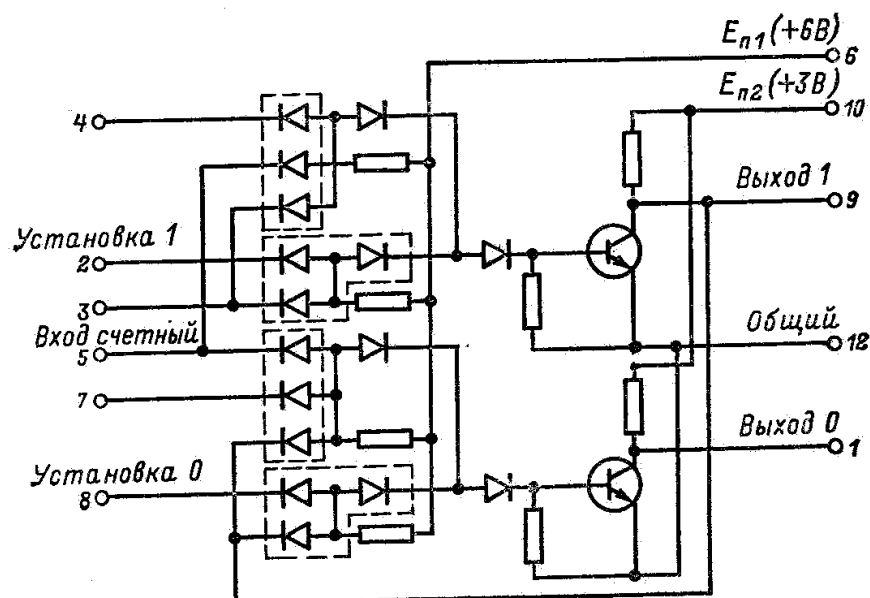 Eп1(+6В)
6
Eп2(+3В)
10
4
Выход 1
9
Установка 1
2
3
Общий
12
Вход счетный
5
7
Выход 0
1
Установка 0
8